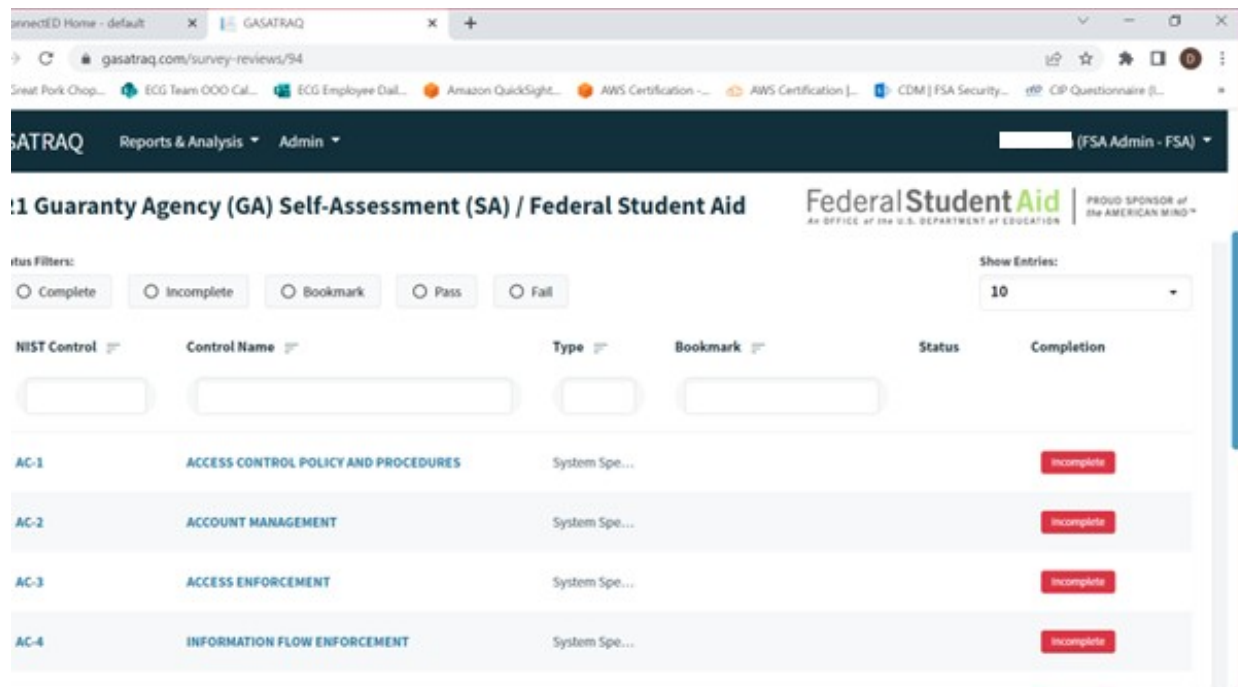 onnectED Home - default GASATRAQ
gasatraq.com/survey-reviews/94 D
Great Pork Chop... ECG Team OOO Cal... ECG Employee Dail... Amazon QuickSight... AWS Certification -... AWS Certification |... CDM | FSA Security... CIP Questionnaire (I...
SATRAQ Reports & Analysis Admin (FSA Admin - FSA)
21 Guaranty Agency (GA) Self-Assessment (SA) / Federal Student Aid
Federal Student Aid
An OFFICE of the U.S. DEPARTMENT of EDUCATION
PROUD SPONSOR of
the AMERICAN MIND™
atus Filters: Show Entries:
Complete Incomplete Bookmark Pass Fail 10
NIST Control Control Name Type Bookmark Status Completion
AC-1 ACCESS CONTROL POLICY AND PROCEDURES System Spe... Incomplete
AC-2 ACCOUNT MANAGEMENT System Spe... Incomplete
AC-3 ACCESS ENFORCEMENT System Spe... Incomplete
AC-4 INFORMATION FLOW ENFORCEMENT System Spe... Incomplete